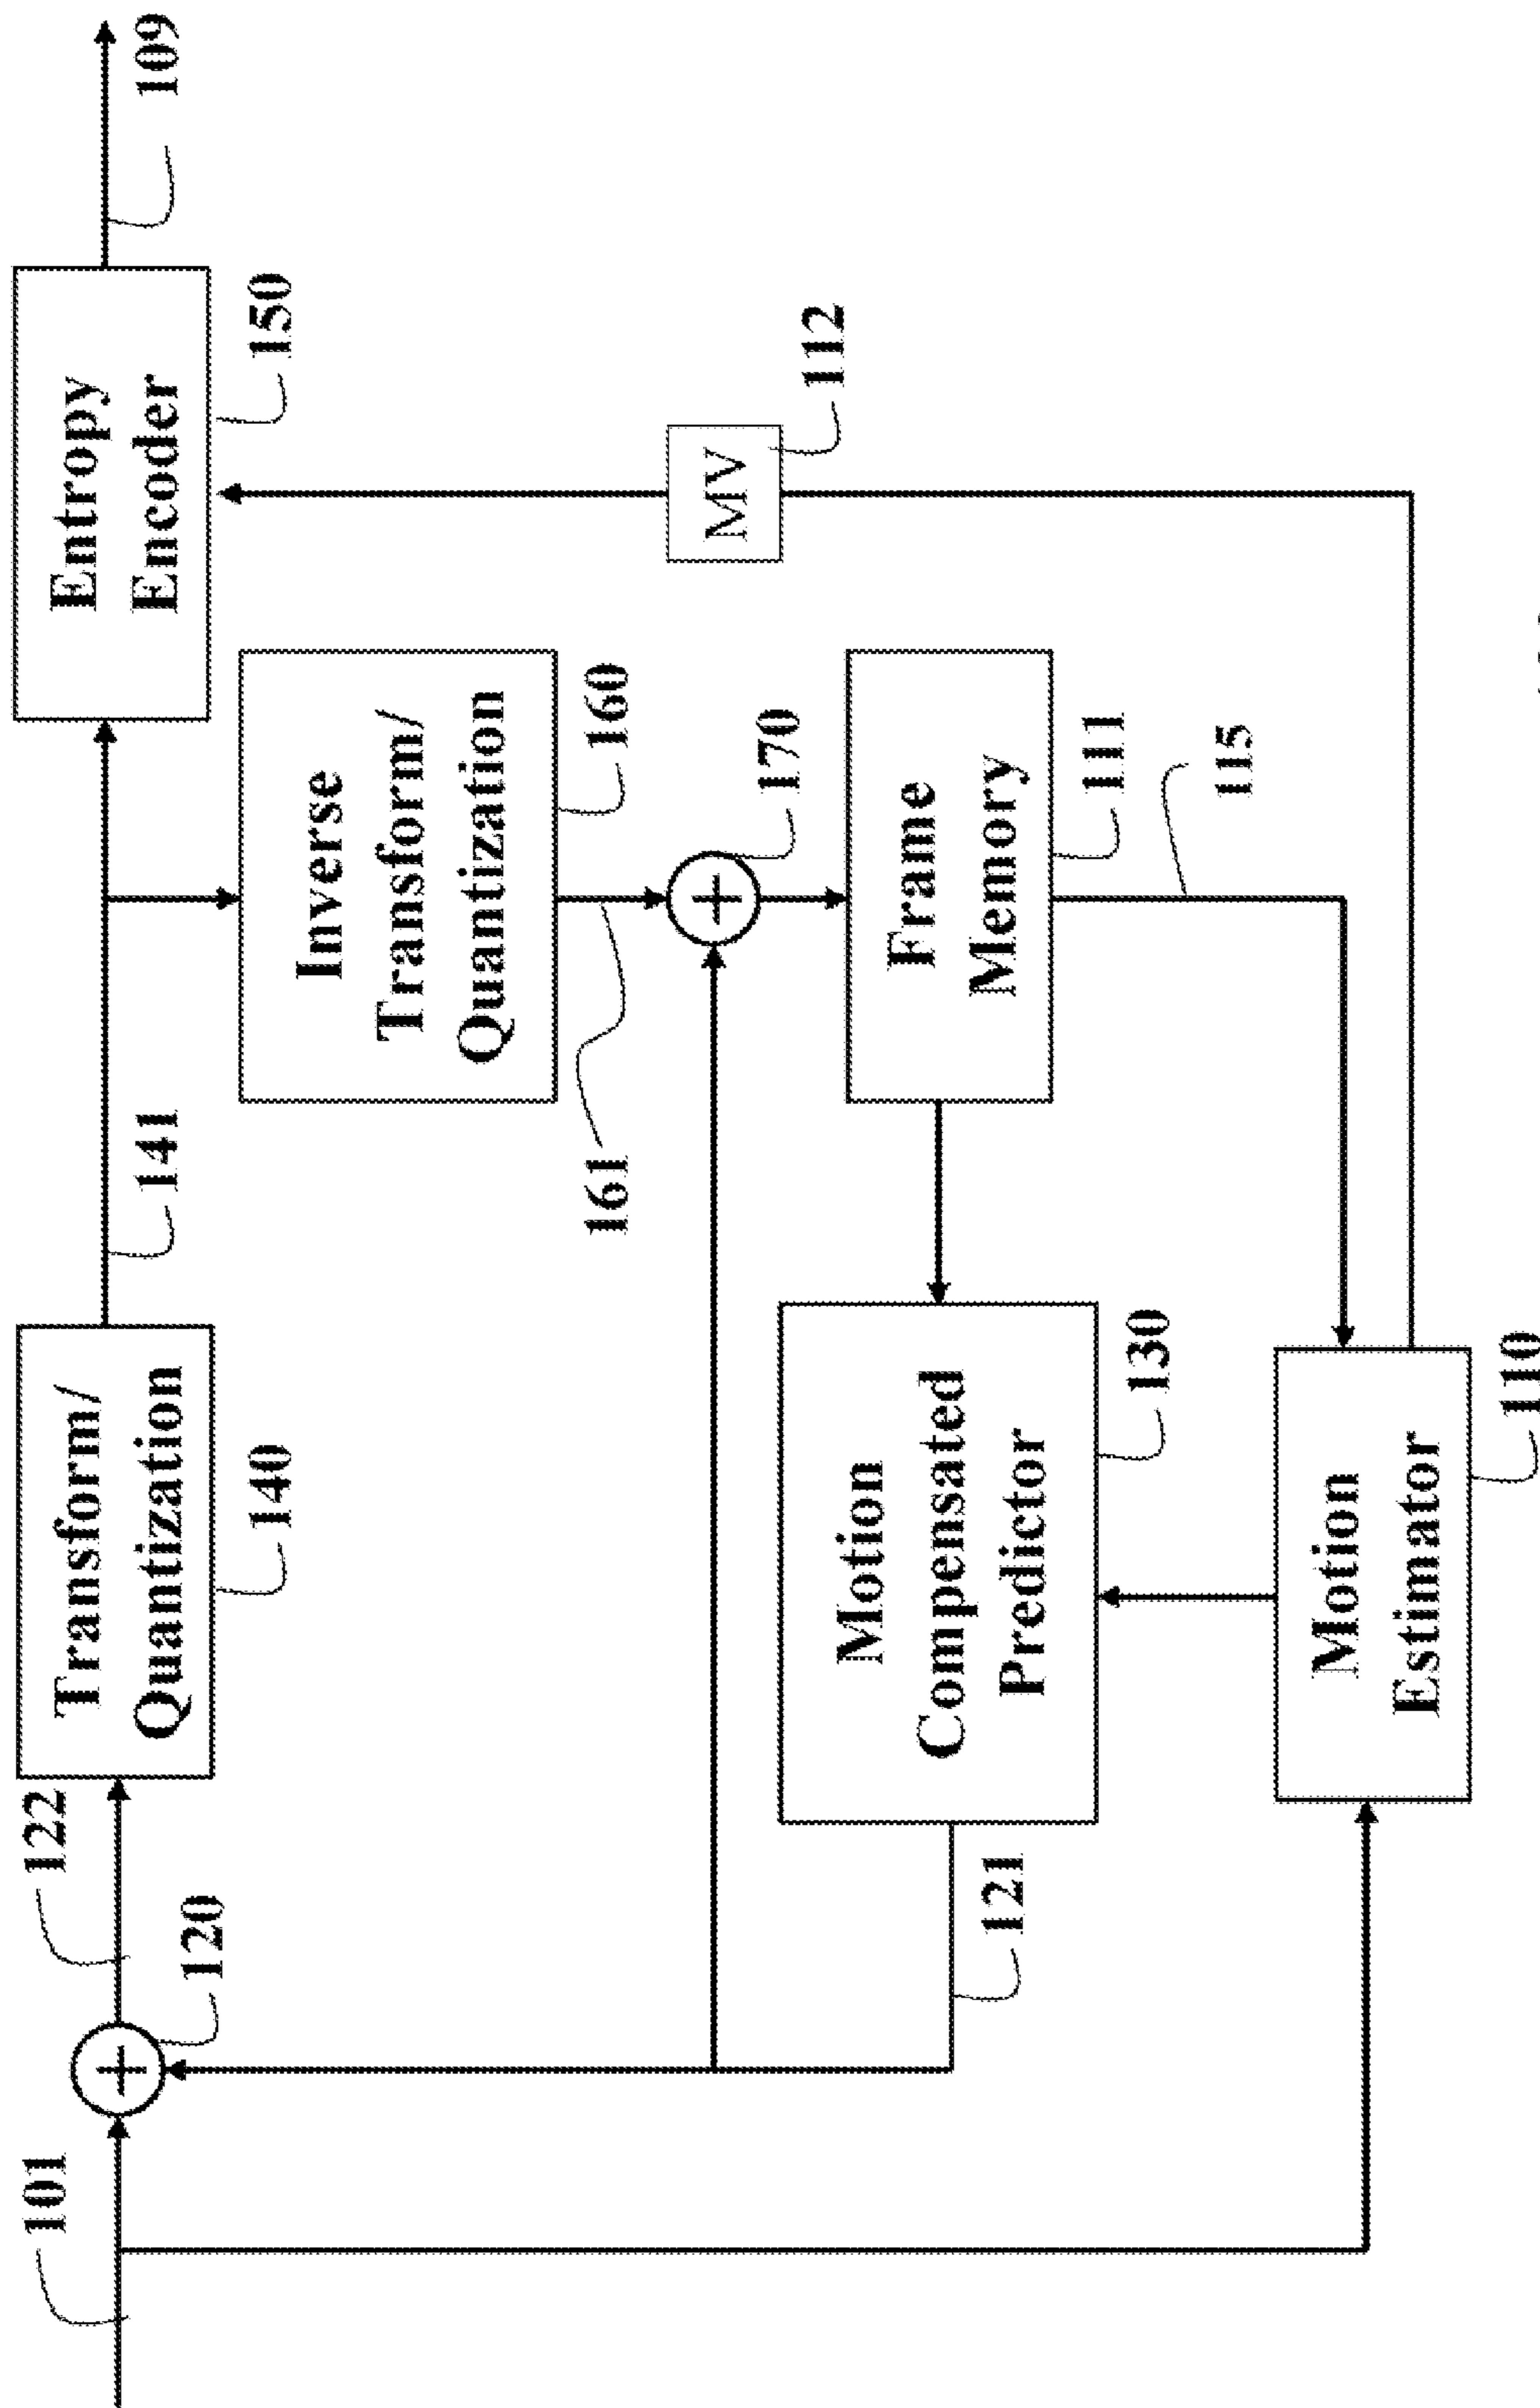 101
122
120
Transform/
Quantization
140
141
Entropy
Encoder
150
109
Inverse
Transform/
Quantization
160
161
170
MV
112
Frame
Memory
111
115
Motion
Compensated
Predictor
130
121
Motion
Estimator
110